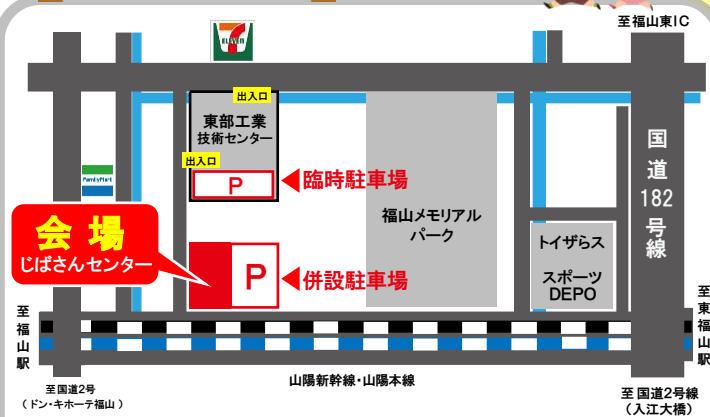 至福山東IC
ELEVEN
出入口
東部工業
技術センター
出入口
P
臨時駐車場
FamilyMart
国道182号線
福山メモリアル
パーク
会場
じばさんセンター
P
併設駐車場
トイザらス
スポーツ
DEPO
至福山駅
至東福山駅
山陽新幹線・山陽本線
至国道2号
(ドン・キホーテ福山)
至国道2号線
(入江大橋)